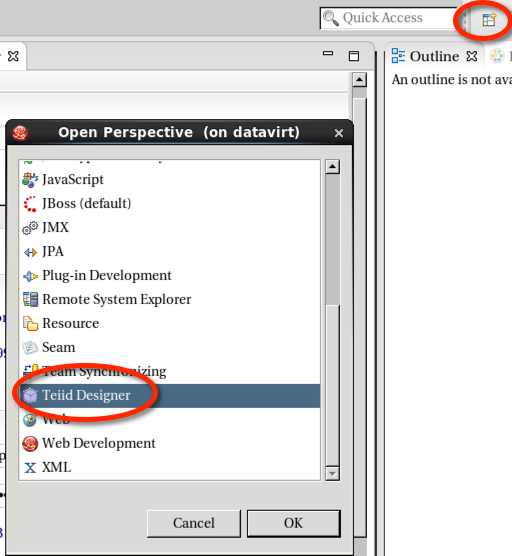 Quick Access
Outline
An outline is not ava
Open Perspective (on datavirt)
JavaScript
JBoss (default)
JMX
JPA
Plug-in Development
Remote System Explorer
Resource
Seam
Team Synchronizing
Teiid Designer
Web
Web Development
X XML
Cancel
OK